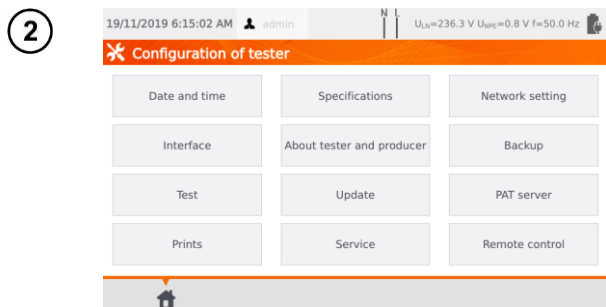 2
19/11/2019 6:15:02 AM admin N L U_LN=236.3 V U_NPE=0.8 V f=50.0 Hz
Configuration of tester
Date and time Specifications Network setting
Interface About tester and producer Backup
Test Update PAT server
Prints Service Remote control